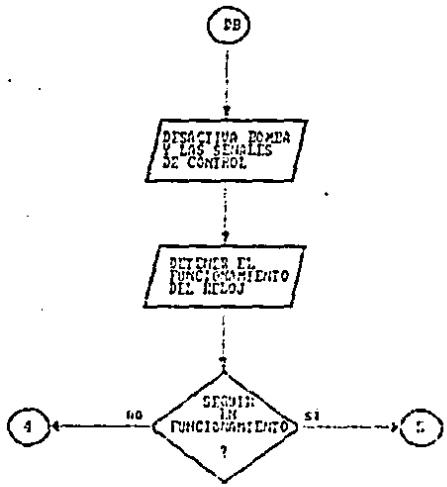 DB
DESACTIVA BOMBA
Y LAS SEÑALES
DE CONTROL
DETENER EL
FUNCIONAMIENTO
DEL RELOJ
SEGUIR
EN
FUNCIONAMIENTO
?
no
si
4
5